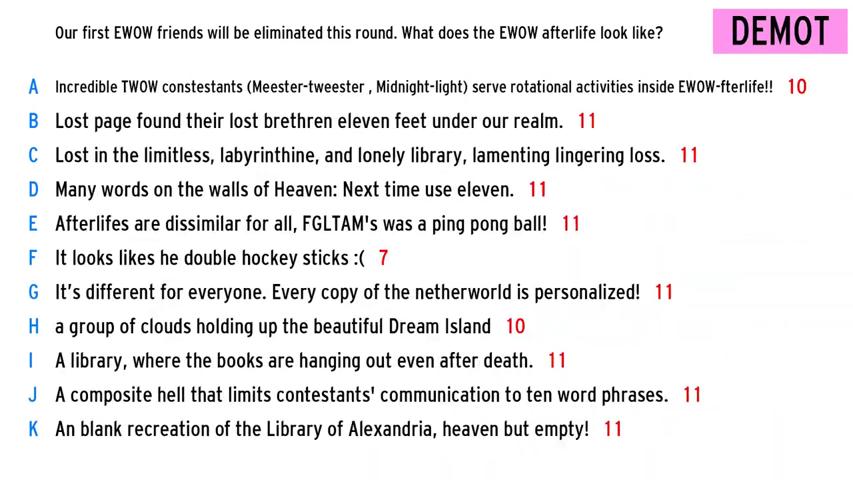 Our first EWOW friends will be eliminated this round. What does the EWOW afterlife look like?
DEMOT
A Incredible TWOW constestants (Meester-tweester , Midnight-light) serve rotational activities inside EWOW-fterlife!! 10
B Lost page found their lost brethren eleven feet under our realm. 11
C Lost in the limitless, labyrinthine, and lonely library, lamenting lingering loss. 11
D Many words on the walls of Heaven: Next time use eleven. 11
E Afterlifes are dissimilar for all, FGLTAM's was a ping pong ball! 11
F It looks likes he double hockey sticks :( 7
G It’s different for everyone. Every copy of the netherworld is personalized! 11
H a group of clouds holding up the beautiful Dream Island 10
I A library, where the books are hanging out even after death. 11
J A composite hell that limits contestants' communication to ten word phrases. 11
K An blank recreation of the Library of Alexandria, heaven but empty! 11